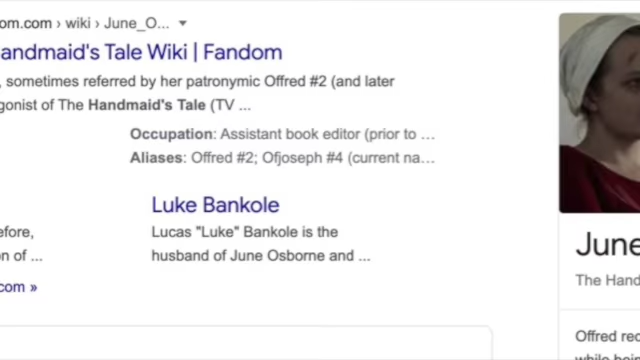 om.com › wiki › June_O...
andmaid's Tale Wiki | Fandom
, sometimes referred by her patronymic Offred #2 (and later
gonist of The Handmaid's Tale (TV ...
Occupation: Assistant book editor (prior to ...
Aliases: Offred #2; Ofjoseph #4 (current na...
Luke Bankole
efore,
Lucas "Luke" Bankole is the
on of ...
husband of June Osborne and ...
com »
June
The Hand
Offred rec
while bein